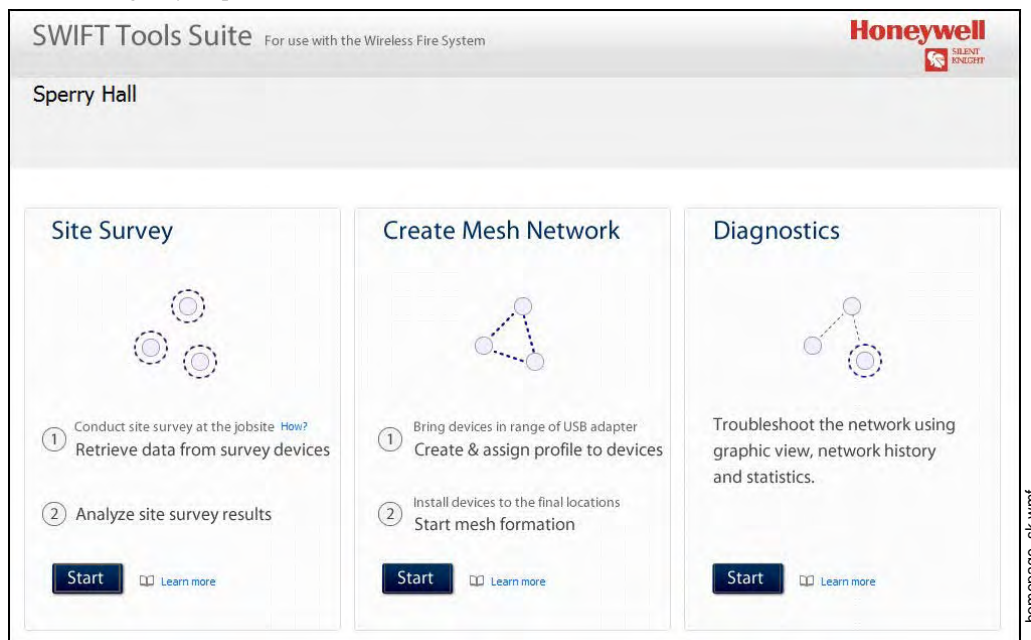 SWIFT Tools Suite For use with the Wireless Fire System
Honeywell
SILENT
KNIGHT
Sperry Hall
Site Survey
1 Conduct site survey at the jobsite How?
Retrieve data from survey devices
2 Analyze site survey results
Start Learn more
Create Mesh Network
1 Bring devices in range of USB adapter
Create & assign profile to devices
2 Install devices to the final locations
Start mesh formation
Start Learn more
Diagnostics
Troubleshoot the network using
graphic view, network history
and statistics.
Start Learn more
homepage_sk.wmf